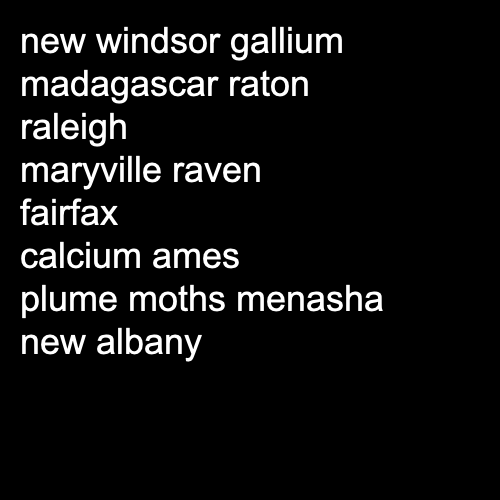 new windsor gallium
madagascar raton
raleigh
maryville raven
fairfax
calcium ames
plume moths menasha
new albany